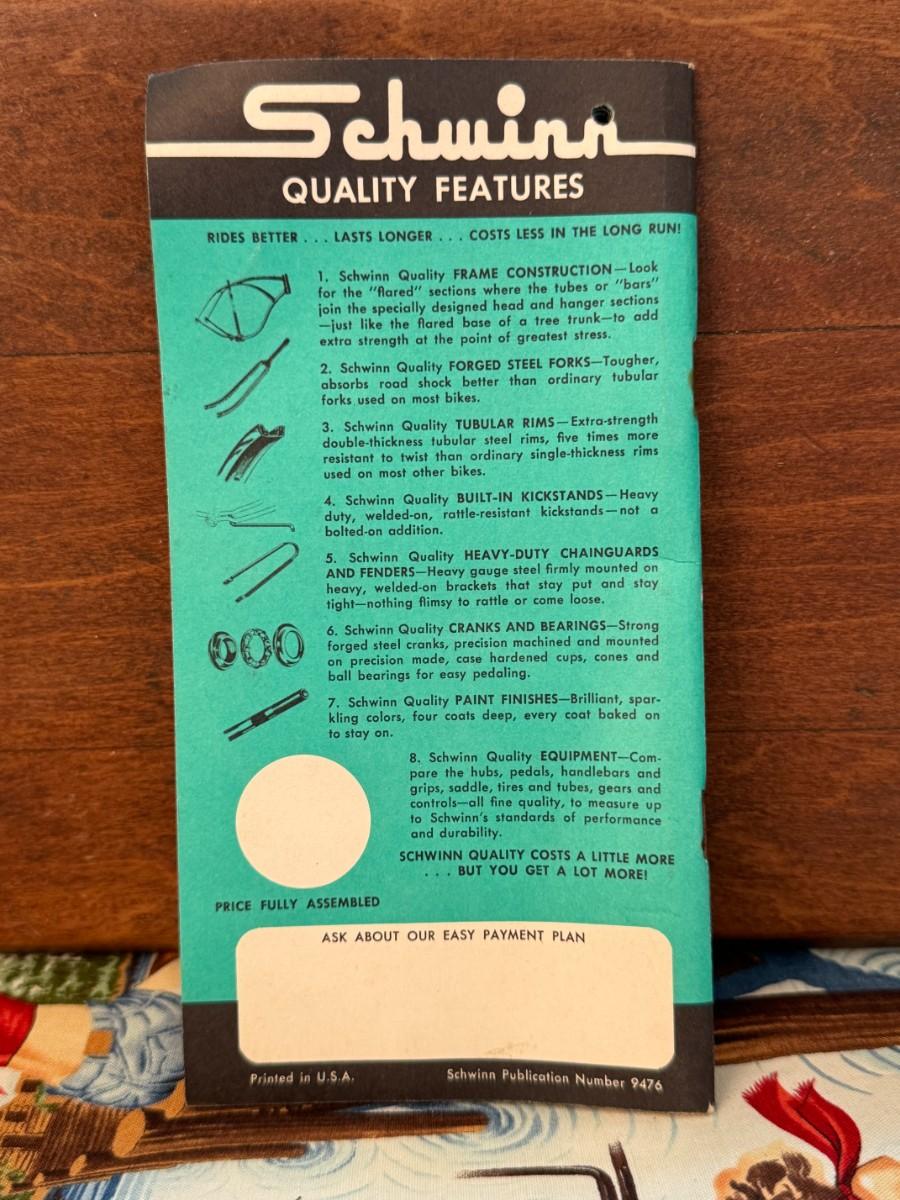 Schwinn
QUALITY FEATURES
RIDES BETTER . . . LASTS LONGER . . . COSTS LESS IN THE LONG RUN!
1. Schwinn Quality FRAME CONSTRUCTION—Look
for the "flared" sections where the tubes or "bars"
join the specially designed head and hanger sections
—just like the flared base of a tree trunk—to add
extra strength at the point of greatest stress.
2. Schwinn Quality FORGED STEEL FORKS—Tougher,
absorbs road shock better than ordinary tubular
forks used on most bikes.
3. Schwinn Quality TUBULAR RIMS—Extra-strength
double-thickness tubular steel rims, five times more
resistant to twist than ordinary single-thickness rims
used on most other bikes.
4. Schwinn Quality BUILT-IN KICKSTANDS—Heavy
duty, welded-on, rattle-resistant kickstands—not a
bolted-on addition.
5. Schwinn Quality HEAVY-DUTY CHAINGUARDS
AND FENDERS—Heavy gauge steel firmly mounted on
heavy, welded-on brackets that stay put and stay
tight—nothing flimsy to rattle or come loose.
6. Schwinn Quality CRANKS AND BEARINGS—Strong
forged steel cranks, precision machined and mounted
on precision made, case hardened cups, cones and
ball bearings for easy pedaling.
7. Schwinn Quality PAINT FINISHES—Brilliant, spar-
kling colors, four coats deep, every coat baked on
to stay on.
8. Schwinn Quality EQUIPMENT—Com-
pare the hubs, pedals, handlebars and
grips, saddle, tires and tubes, gears and
controls—all fine quality, to measure up
to Schwinn's standards of performance
and durability.
SCHWINN QUALITY COSTS A LITTLE MORE
. . . BUT YOU GET A LOT MORE!
PRICE FULLY ASSEMBLED
ASK ABOUT OUR EASY PAYMENT PLAN
Printed in U.S.A.
Schwinn Publication Number 9476